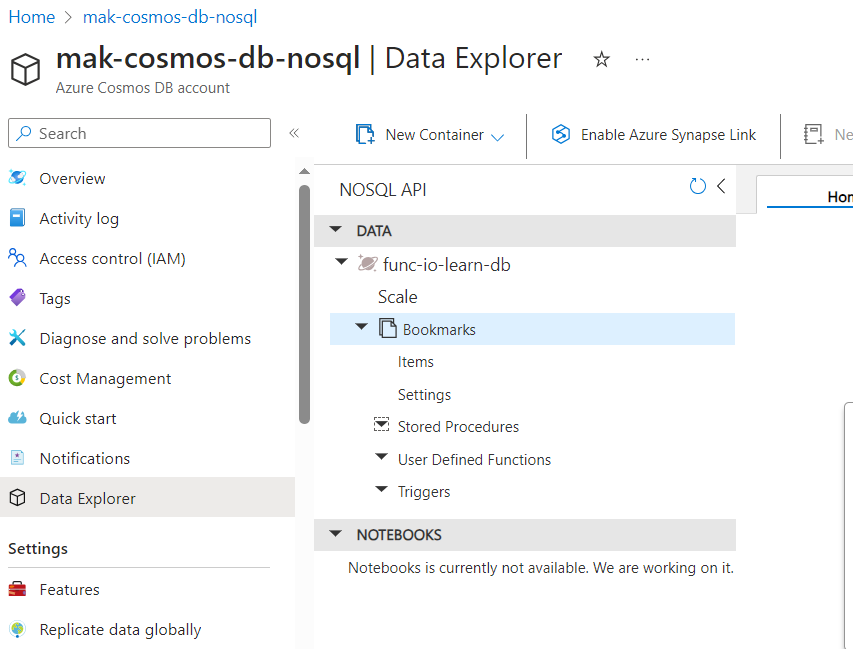 Home > mak-cosmos-db-nosql
mak-cosmos-db-nosql | Data Explorer
Azure Cosmos DB account
Search
New Container
Enable Azure Synapse Link
Ne
Overview
Activity log
Access control (IAM)
Tags
Diagnose and solve problems
Cost Management
Quick start
Notifications
Data Explorer
Settings
Features
Replicate data globally
NOSQL API
DATA
func-io-learn-db
Scale
Bookmarks
Items
Settings
Stored Procedures
User Defined Functions
Triggers
NOTEBOOKS
Notebooks is currently not available. We are working on it.
Hom